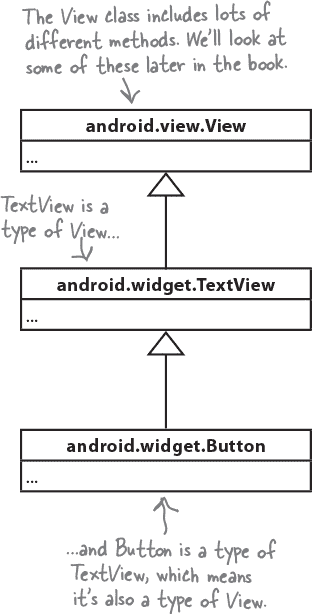 The View class includes lots of
different methods. We'll look at
some of these later in the book.
android.view.View
...
TextView is a
type of View...
android.widget.TextView
...
android.widget.Button
...
...and Button is a type of
TextView, which means
it's also a type of View.